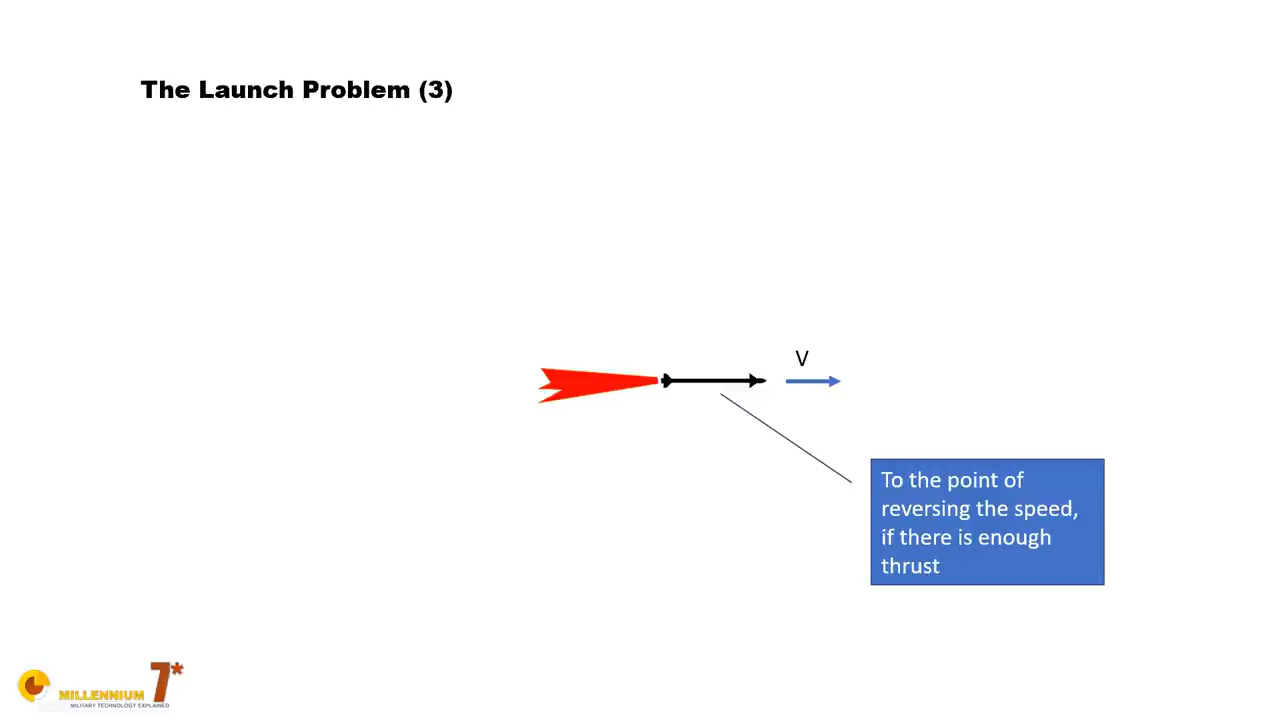 The Launch Problem (3)
V
To the point of
reversing the speed,
if there is enough
thrust
MILLENNIUM 7*
MILITARY TECHNOLOGY EXPLAINED